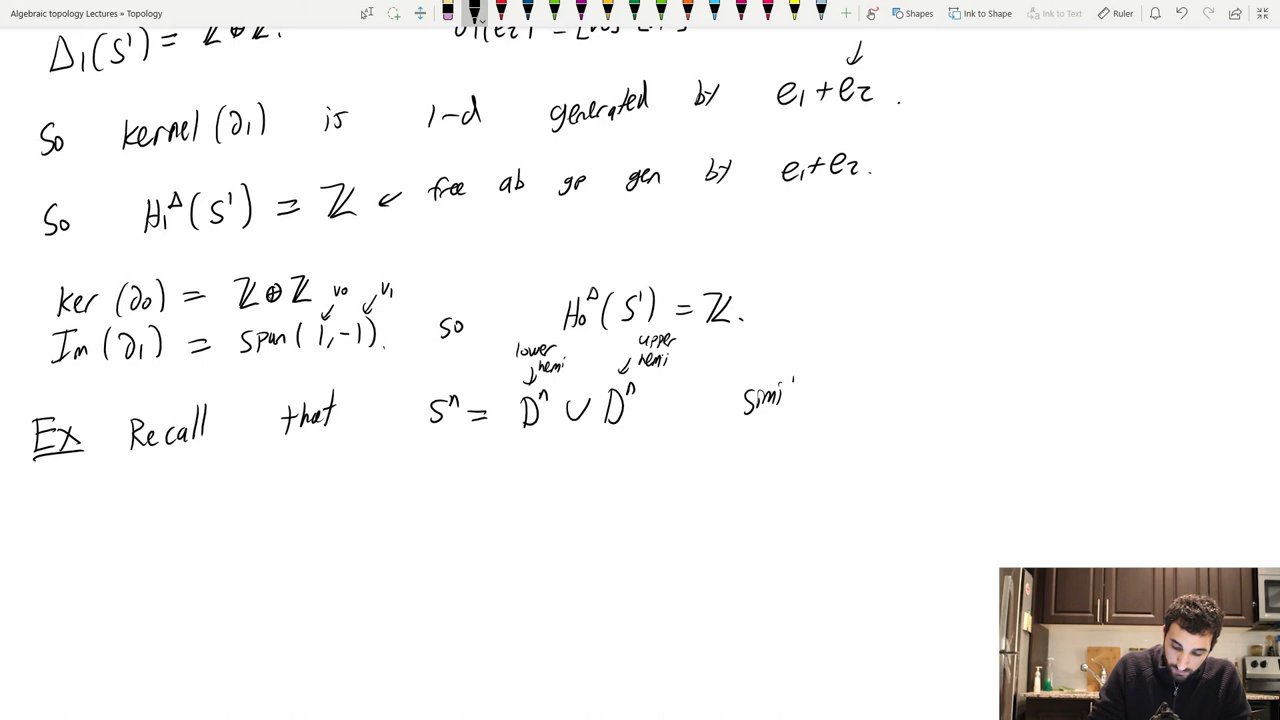 Algebraic topology Lectures » Topology
Shapes
Ink to Shape
Ink to Text
Ruler
Δ₁(S¹) = ℤ⊕ℤ.
So kernel(∂₁) is 1-d generated by e₁+e₂.
So H₁^Δ(S¹) = ℤ ← free ab gp gen by e₁+e₂.
ker(∂₀) = ℤ⊕ℤ v₀ v₁
Im(∂₁) = span(1,-1). so H₀^Δ(S¹) = ℤ.
lower hemi upper hemi
Ex Recall that Sⁿ = Dⁿ ∪ Dⁿ simi